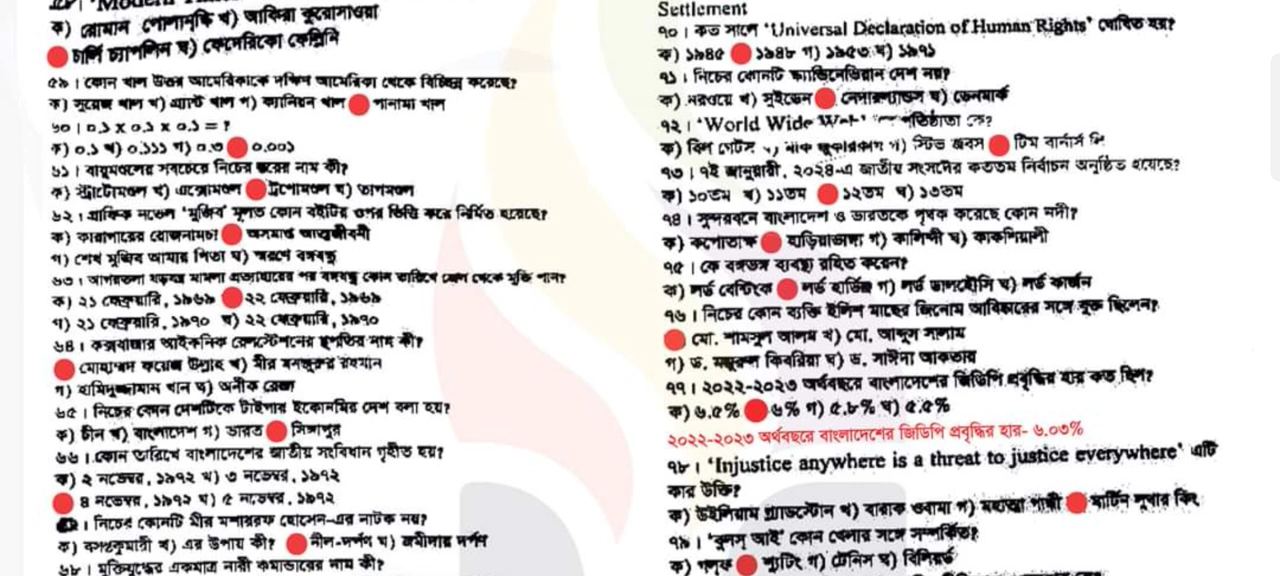 ক) রোমান পোলানস্কি খ) আকিরা কুরোসাওয়া
চার্লি চ্যাপলিন ঘ) ফেদেরিকো ফেলিনি
৫৯। কোন খাল উত্তর আমেরিকাকে দক্ষিণ আমেরিকা থেকে বিচ্ছিন্ন করেছে?
ক) সুয়েজ খাল খ) গ্র্যান্ট খাল গ) ক্যানিয়ন খাল পানামা খাল
৬০। ০.১ x ০.১ x ০.১ = ?
ক) ০.১ খ) ০.১১১ গ) ০.৩ ০.০০১
৬১। বায়ুমণ্ডলের সবচেয়ে নিচের স্তরের নাম কী?
ক) স্ট্রাটোমণ্ডল খ) এক্সোমণ্ডল ট্রপোমণ্ডল ঘ) তাপমণ্ডল
৬২। গ্রাফিক নভেল 'মুজিব' মূলত কোন বইটির ওপর ভিত্তি করে নির্মিত হয়েছে?
ক) কারাগারের রোজনামচা অসমাপ্ত আত্মজীবনী
গ) শেখ মুজিব আমার পিতা ঘ) স্মরণে বঙ্গবন্ধু
৬৩। আগরতলা ষড়যন্ত্র মামলা প্রত্যাহারের পর বঙ্গবন্ধু কোন তারিখে জেল থেকে মুক্তি পান?
ক) ২১ ফেব্রুয়ারি, ১৯৬৯ ২২ ফেব্রুয়ারি, ১৯৬৯
গ) ২১ ফেব্রুয়ারি, ১৯৭০ ঘ) ২২ ফেব্রুয়ারি, ১৯৭০
৬৪। কক্সবাজার আইকনিক রেলস্টেশনের স্থপতির নাম কী?
মোহাম্মদ ফয়েজ উল্লাহ খ) মীর মনজুরুর রহমান
গ) হামিদুজ্জামান খান ঘ) অনীক রেজা
৬৫। নিচের কোন দেশটিকে টাইগার ইকোনমির দেশ বলা হয়?
ক) চীন খ) বাংলাদেশ গ) ভারত সিঙ্গাপুর
৬৬। কোন তারিখে বাংলাদেশের জাতীয় সংবিধান গৃহীত হয়?
ক) ২ নভেম্বর, ১৯৭২ খ) ৩ নভেম্বর, ১৯৭২
৪ নভেম্বর, ১৯৭২ ঘ) ৫ নভেম্বর, ১৯৭২
। নিচের কোনটি মীর মশাররফ হোসেন-এর নাটক নয়?
ক) বসন্তকুমারী খ) এর উপায় কী? নীল-দর্পণ ঘ) জমীদার দর্পণ
৬৮। মুক্তিযুদ্ধের একমাত্র নারী কমান্ডারের নাম কী?
Settlement
৭০। কত সালে 'Universal Declaration of Human Rights' ঘোষিত হয়?
ক) ১৯৪৫ ১৯৪৮ গ) ১৯৫৩ ঘ) ১৯৭১
৭১। নিচের কোনটি স্ক্যান্ডিনেভিয়ান দেশ নয়?
ক) নরওয়ে খ) সুইডেন নেদারল্যান্ডস ঘ) ডেনমার্ক
৭২। 'World Wide Web' প্রতিষ্ঠাতা কে?
ক) বিল গেটস মার্ক জুকারবার্গ গ) স্টিভ জবস টিম বার্নার্স লি
৭৩। ৭ই জানুয়ারী, ২০২৪-এ জাতীয় সংসদের কততম নির্বাচন অনুষ্ঠিত হয়েছে?
ক) ১০তম খ) ১১তম ১২তম ঘ) ১৩তম
৭৪। সুন্দরবনে বাংলাদেশ ও ভারতকে পৃথক করেছে কোন নদী?
ক) কপোতাক্ষ হাড়িয়াভাঙ্গা গ) কালিন্দী ঘ) কাকশিয়ালী
৭৫। কে বঙ্গভঙ্গ ব্যবস্থা রহিত করেন?
ক) লর্ড বেন্টিংক লর্ড হার্ডিঞ্জ গ) লর্ড ডালহৌসি ঘ) লর্ড কার্জন
৭৬। নিচের কোন ব্যক্তি ইলিশ মাছের জিনোম আবিষ্কারের সঙ্গে যুক্ত ছিলেন?
মো. শামসুল আলম খ) মো. আব্দুস সালাম
গ) ড. মঞ্জুরুল কিবরিয়া ঘ) ড. সাঈনা আকতার
৭৭। ২০২২-২০২৩ অর্থবছরে বাংলাদেশের জিডিপি প্রবৃদ্ধির হার কত ছিল?
ক) ৬.৫% ৬% গ) ৫.৮% ঘ) ৫.৫%
২০২২-২০২৩ অর্থবছরে বাংলাদেশের জিডিপি প্রবৃদ্ধির হার- ৬.০৩%
৭৮। 'Injustice anywhere is a threat to justice everywhere' এটি
কার উক্তি?
ক) উইলিয়াম গ্ল্যাডস্টোন খ) বারাক ওবামা গ) মহাত্মা গান্ধী মার্টিন লুথার কিং
৭৯। 'বুলস্ আই' কোন খেলার সঙ্গে সম্পর্কিত?
ক) গলফ শ্যুটিং গ) টেনিস ঘ) বিলিয়ার্ড